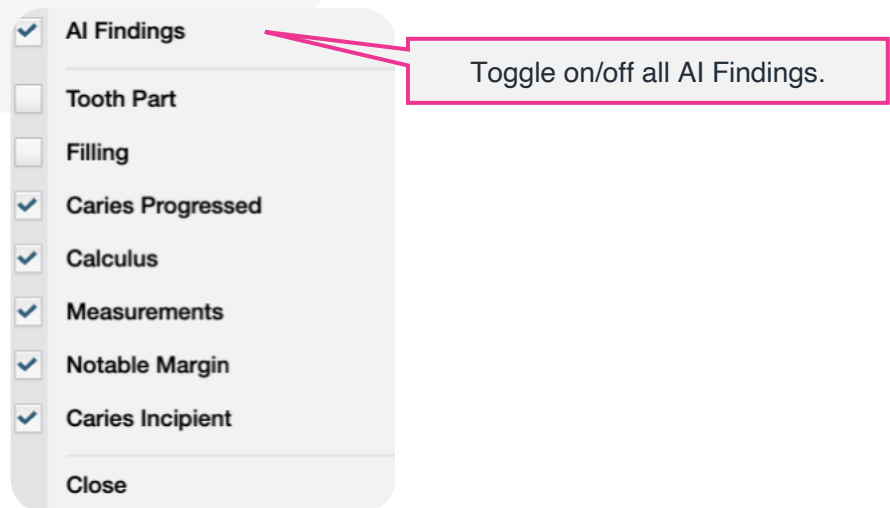 AI Findings
Toggle on/off all AI Findings.
Tooth Part
Filling
Caries Progressed
Calculus
Measurements
Notable Margin
Caries Incipient
Close